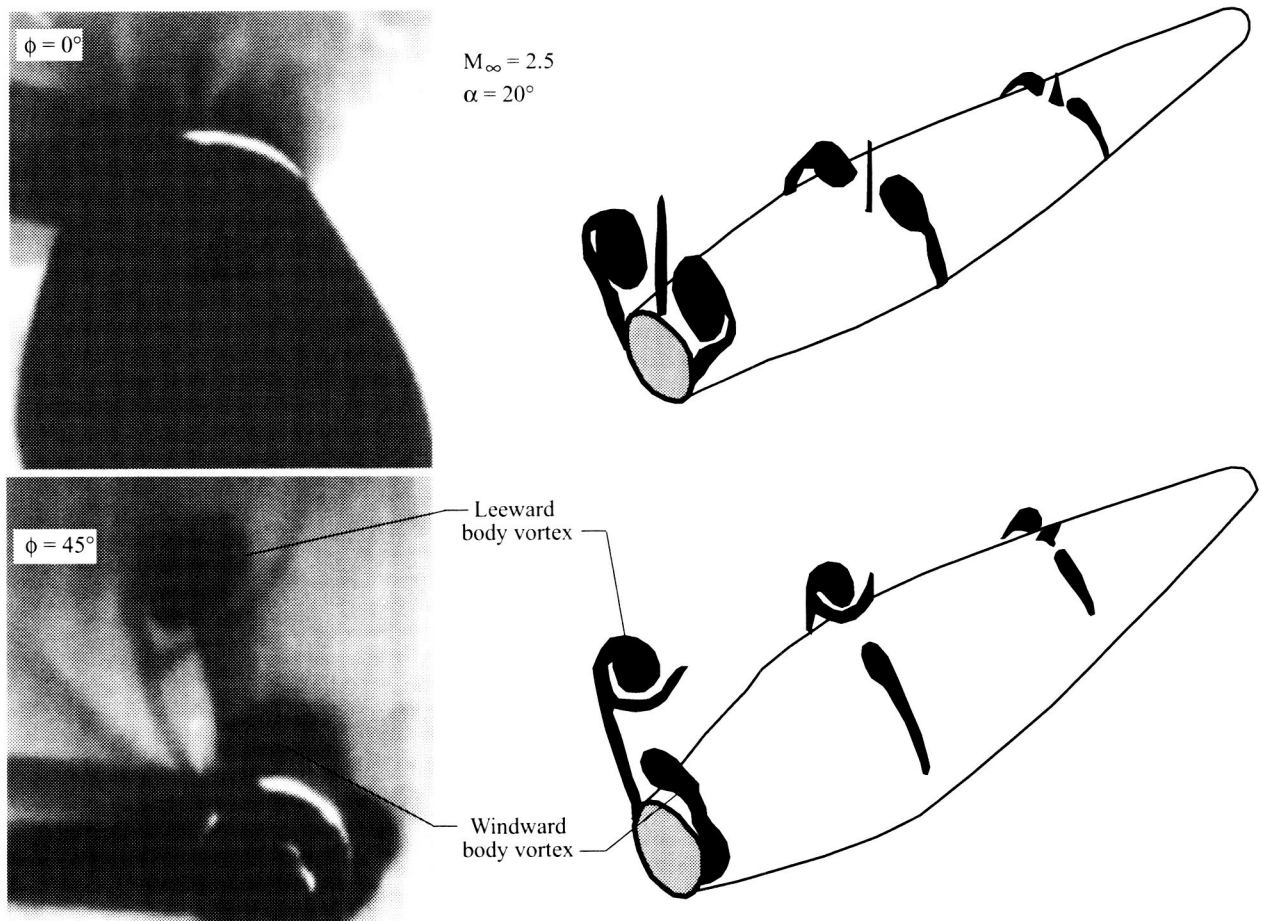 ϕ = 0°
M∞ = 2.5
α = 20°
ϕ = 45°
Leeward
body vortex
Windward
body vortex